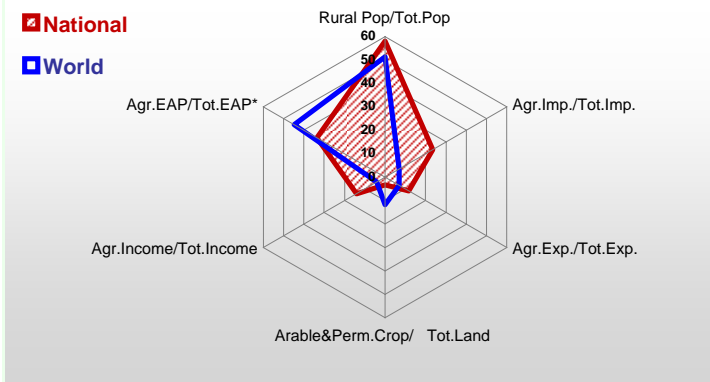 National
World
Rural Pop/Tot.Pop
60
50
40
30
20
10
0
Agr.EAP/Tot.EAP*
Agr.Imp./Tot.Imp.
Agr.Income/Tot.Income
Agr.Exp./Tot.Exp.
Arable&Perm.Crop/ Tot.Land